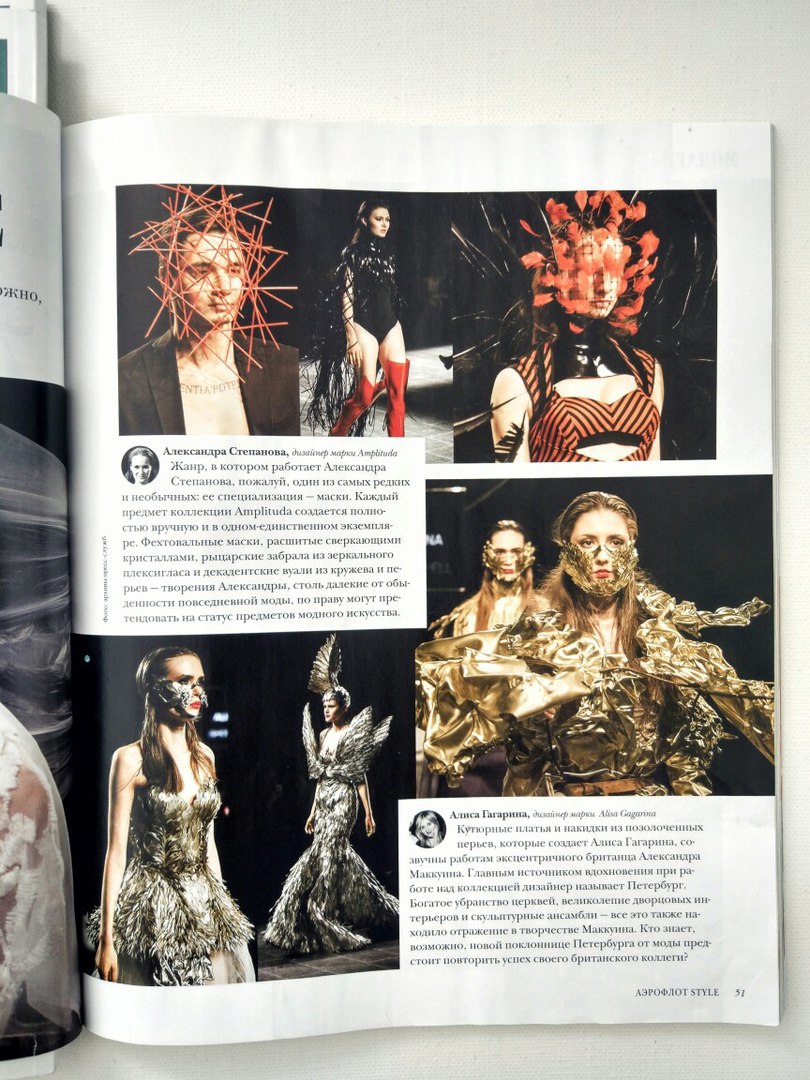 ожно,
ENTIA POTE
Александра Степанова, дизайнер марки Amplituda
Жанр, в котором работает Александра
Степанова, пожалуй, один из самых редких
и необычных: ее специализация — маски. Каждый
предмет коллекции Amplituda создается полно-
стью вручную и в одном-единственном экземпля-
ре. Фехтовальные маски, расшитые сверкающими
кристаллами, рыцарские забрала из зеркального
плексигласа и декадентские вуали из кружева и пе-
рьев — творения Александры, столь далекие от обы-
денности повседневной моды, по праву могут пре-
тендовать на статус предметов модного искусства.
Фото: архивы пресс-служб
NA
Алиса Гагарина, дизайнер марки Alisa Gagarina
Кутюрные платья и накидки из позолоченных
перьев, которые создает Алиса Гагарина, со-
звучны работам эксцентричного британца Александра
Маккуина. Главным источником вдохновения при ра-
боте над коллекцией дизайнер называет Петербург.
Богатое убранство церквей, великолепие дворцовых ин-
терьеров и скульптурные ансамбли — все это также на-
ходило отражение в творчестве Маккуина. Кто знает,
возможно, новой поклоннице Петербурга от моды пред-
стоит повторить успех своего британского коллеги?
АЭРОФЛОТ STYLE 51